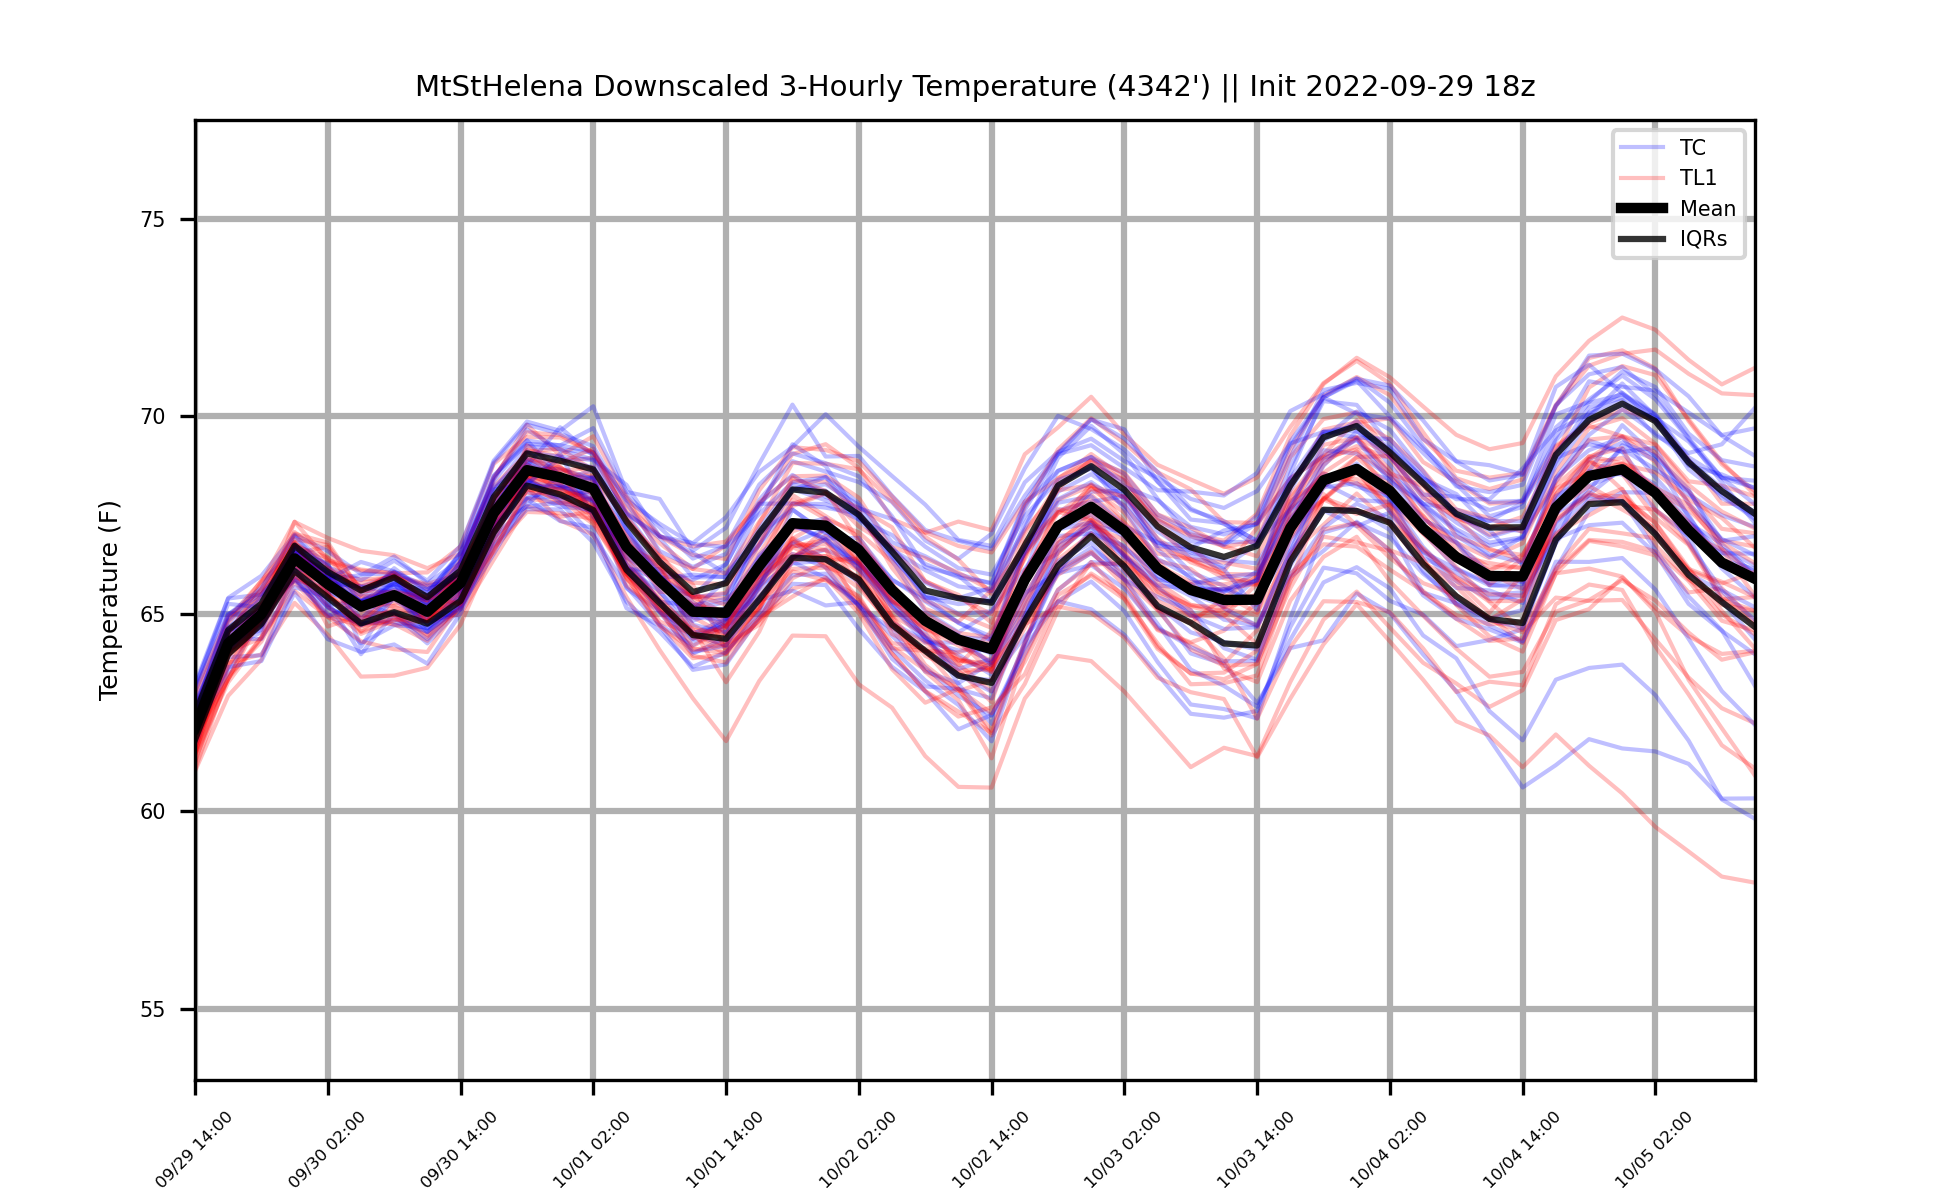 MtStHelena Downscaled 3-Hourly Temperature (4342') || Init 2022-09-29 18z
TC
TL1
Mean
IQRs
Temperature (F)
75
70
65
60
55
09/29 14:00
09/30 02:00
09/30 14:00
10/01 02:00
10/01 14:00
10/02 02:00
10/02 14:00
10/03 02:00
10/03 14:00
10/04 02:00
10/04 14:00
10/05 02:00